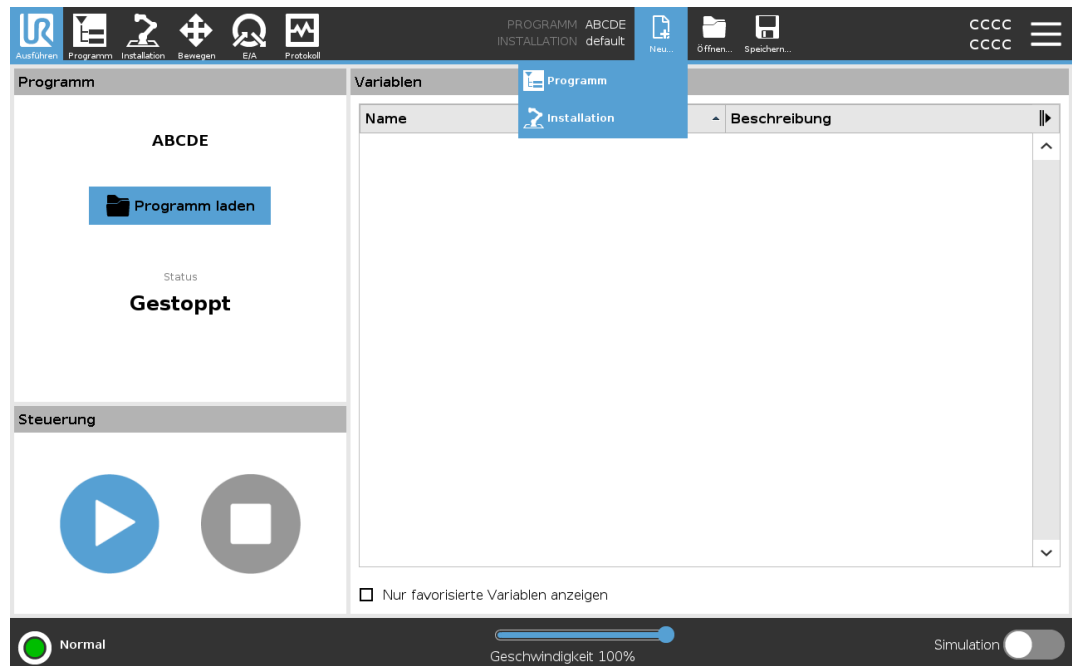 Ausführen Programm Installation Bewegen E/A Protokoll
PROGRAMM ABCDE
INSTALLATION default
Neu... Öffnen... Speichern...
CCCC
CCCC
Programm
Variablen
Programm
Installation
Name Beschreibung
ABCDE
Programm laden
Status
Gestoppt
Steuerung
Nur favorisierte Variablen anzeigen
Normal
Geschwindigkeit 100%
Simulation